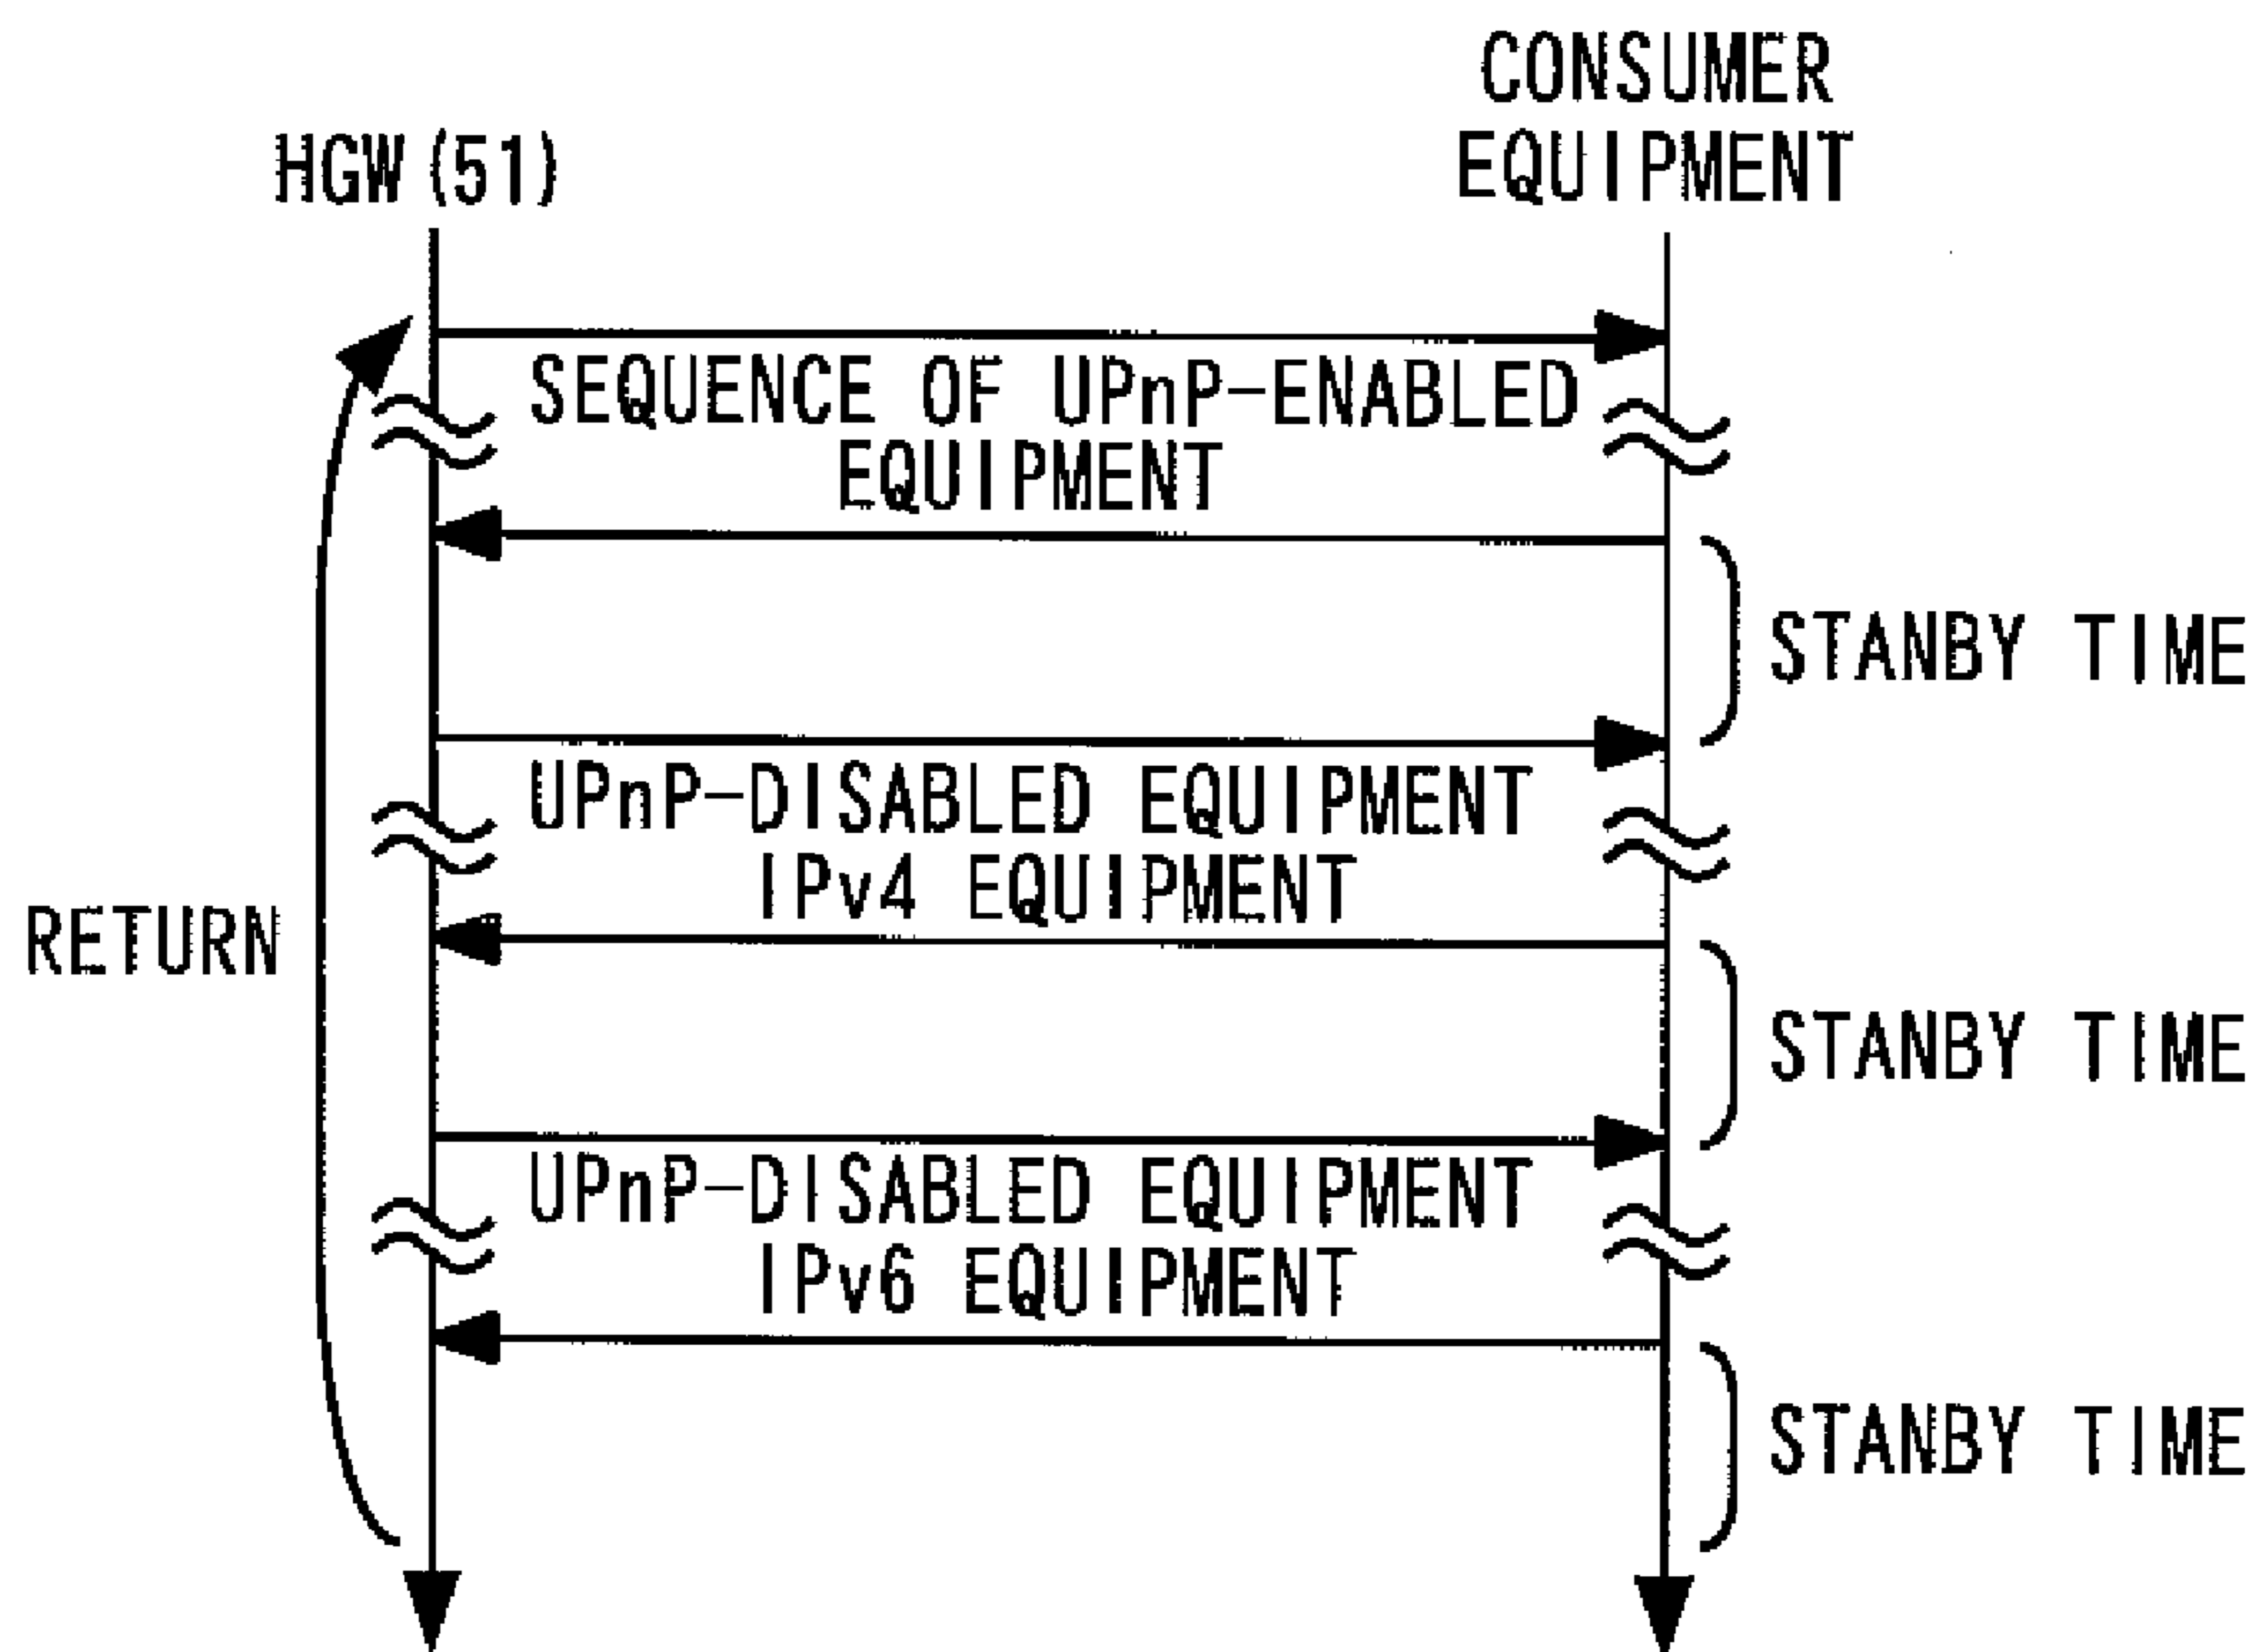 CONSUMER
EQUIPMENT
HGW (51)
SEQUENCE OF UPnP-ENABLED
EQUIPMENT
STANBY TIME
UPnP-DISABLED EQUIPMENT
IPv4 EQUIPMENT
RETURN
STANBY TIME
UPnP-DISABLED EQUIPMENT
IPv6 EQUIPMENT
STANBY TIME